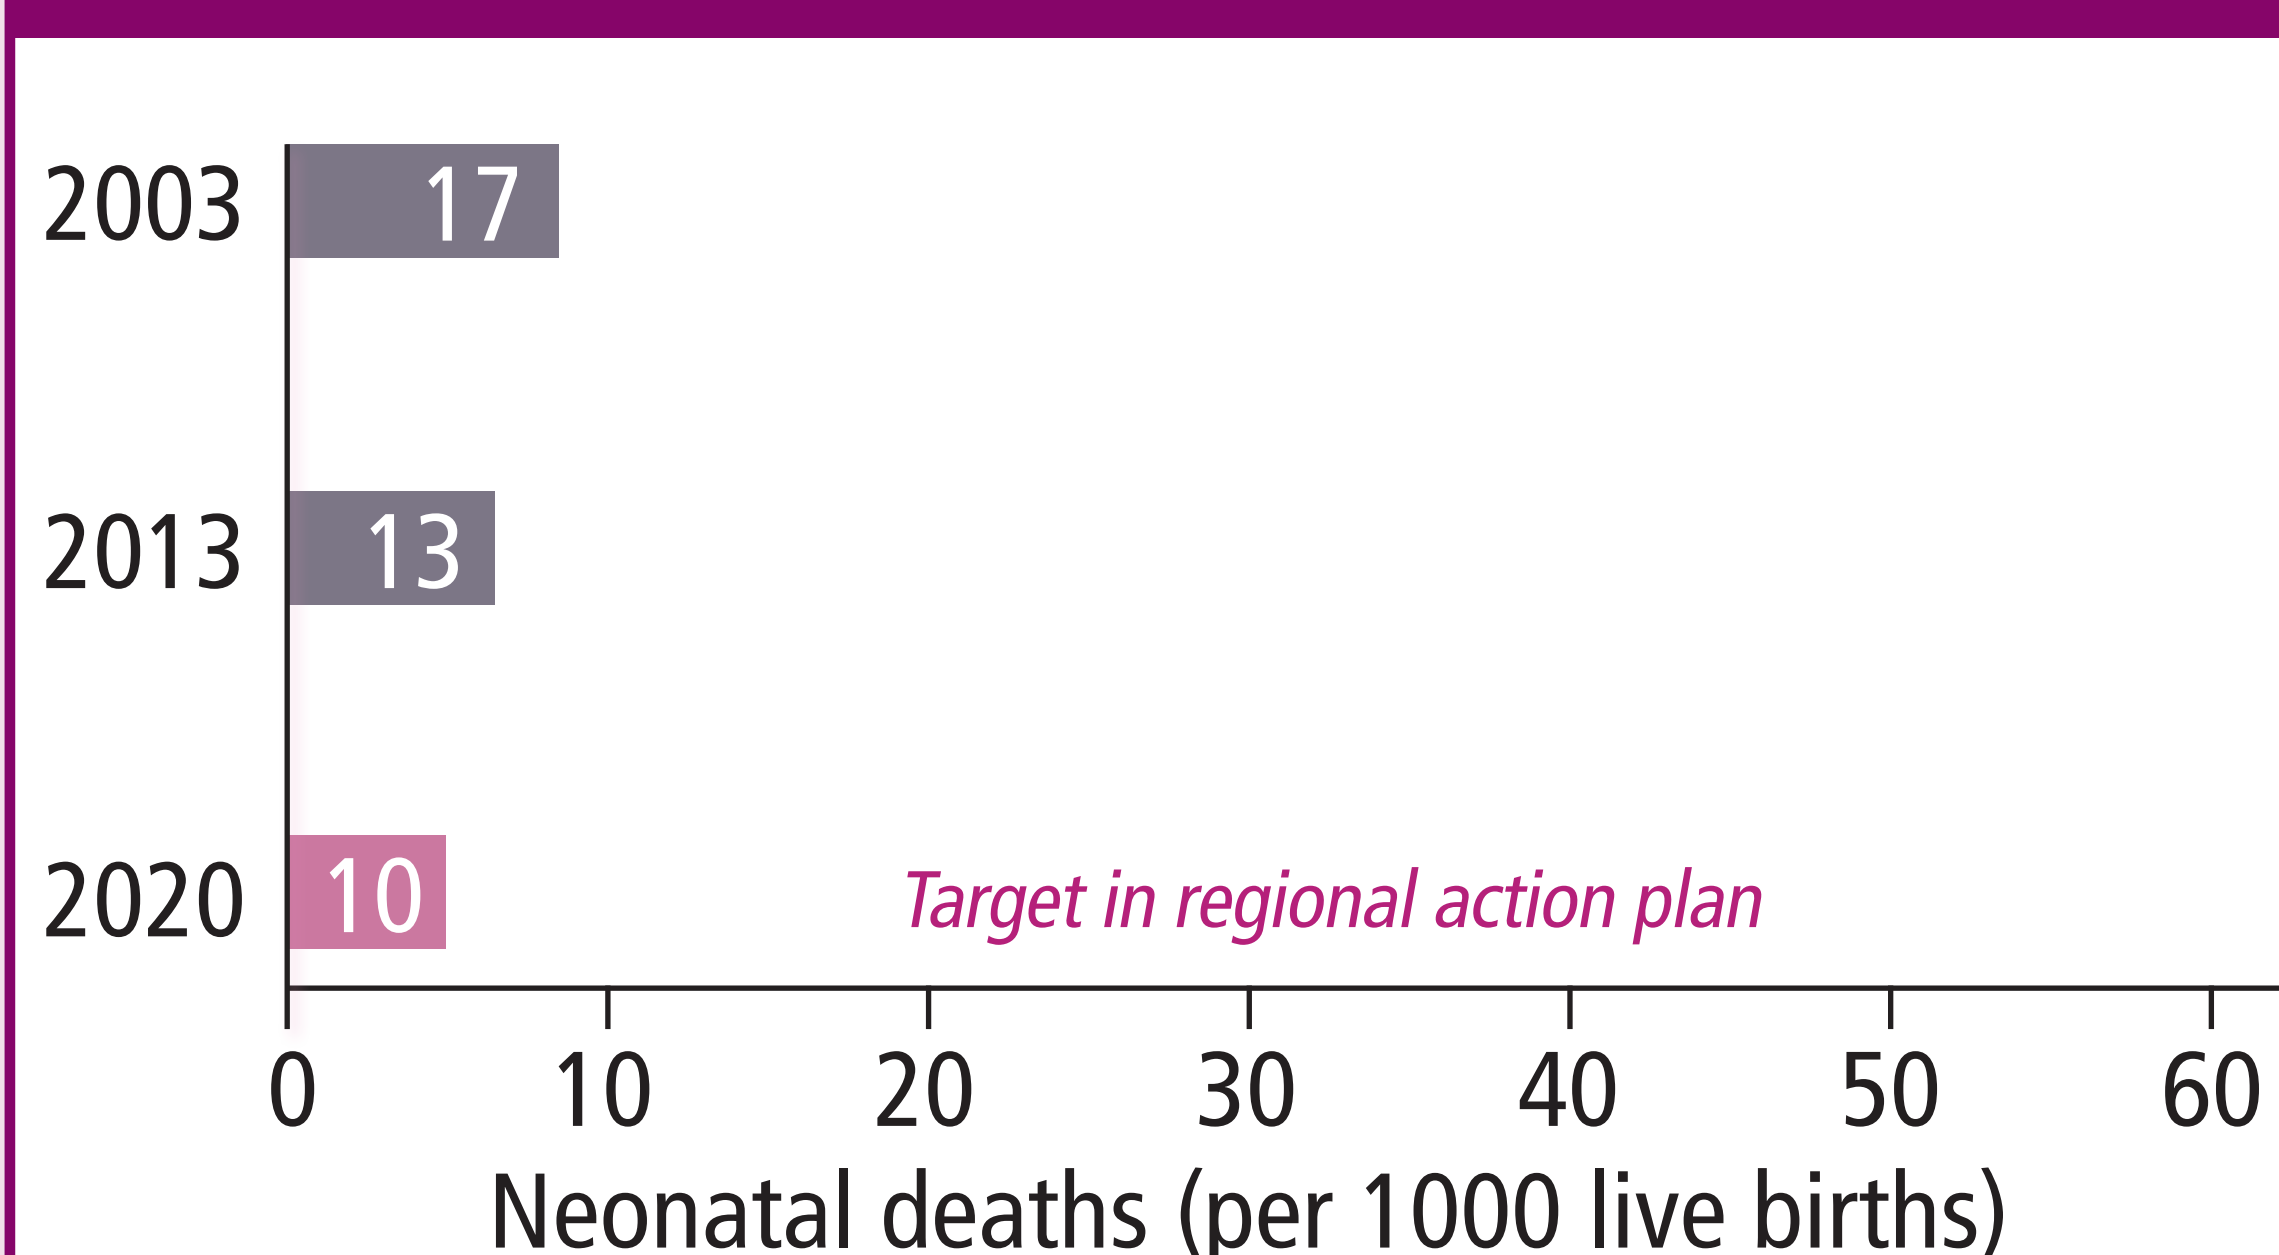 2003 17
2013 13
2020 10 Target in regional action plan
0 10 20 30 40 50 60
Neonatal deaths (per 1000 live births)